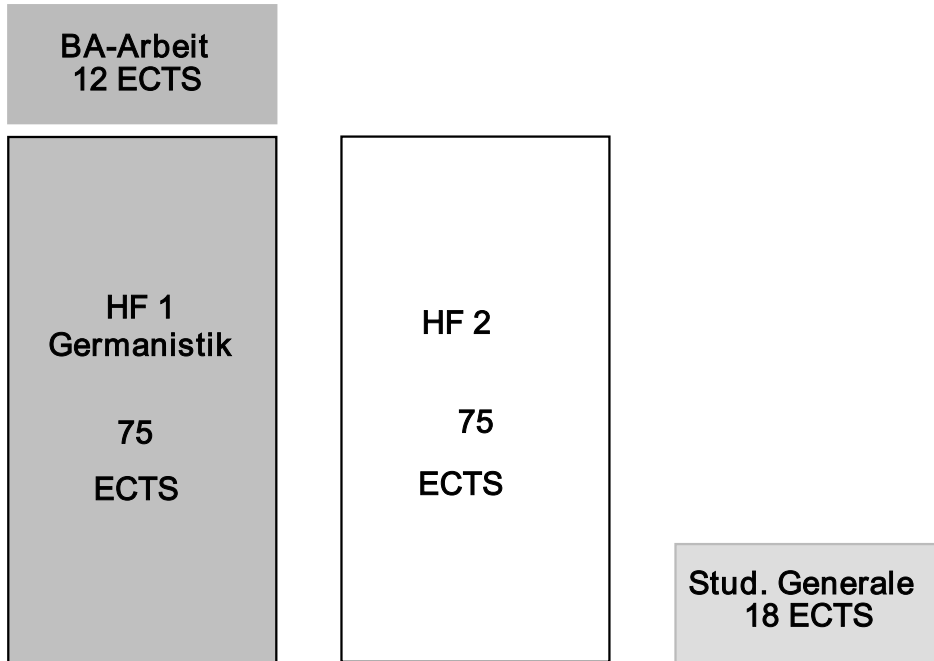 BA-Arbeit
12 ECTS
HF 1
Germanistik
75
ECTS
HF 2
75
ECTS
Stud. Generale
18 ECTS